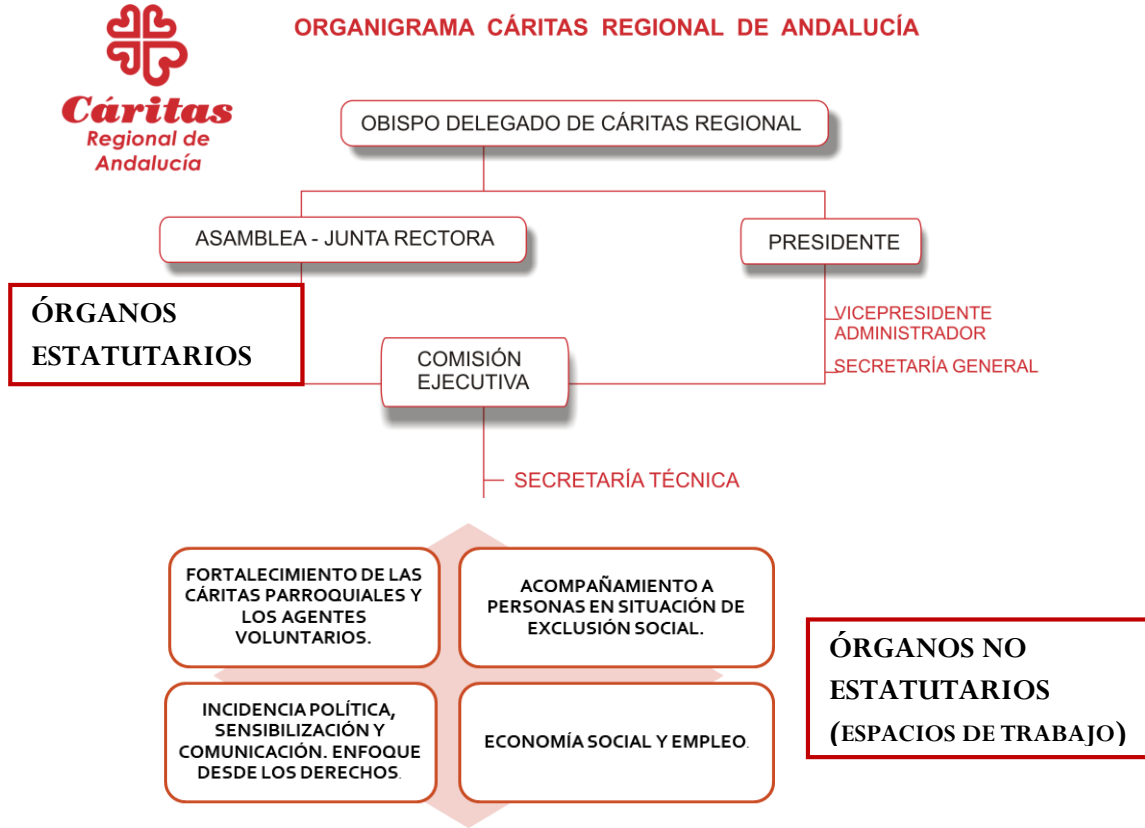 ORGANIGRAMA CÁRITAS REGIONAL DE ANDALUCÍA
Cáritas
Regional de
Andalucía
OBISPO DELEGADO DE CÁRITAS REGIONAL
ASAMBLEA - JUNTA RECTORA
PRESIDENTE
ÓRGANOS
ESTATUTARIOS
VICEPRESIDENTE
ADMINISTRADOR
SECRETARÍA GENERAL
COMISIÓN
EJECUTIVA
SECRETARÍA TÉCNICA
FORTALECIMIENTO DE LAS
CÁRITAS PARROQUIALES Y
LOS AGENTES
VOLUNTARIOS.
ACOMPAÑAMIENTO A
PERSONAS EN SITUACIÓN DE
EXCLUSIÓN SOCIAL.
INCIDENCIA POLÍTICA,
SENSIBILIZACIÓN Y
COMUNICACIÓN. ENFOQUE
DESDE LOS DERECHOS.
ECONOMÍA SOCIAL Y EMPLEO.
ÓRGANOS NO
ESTATUTARIOS
(ESPACIOS DE TRABAJO)